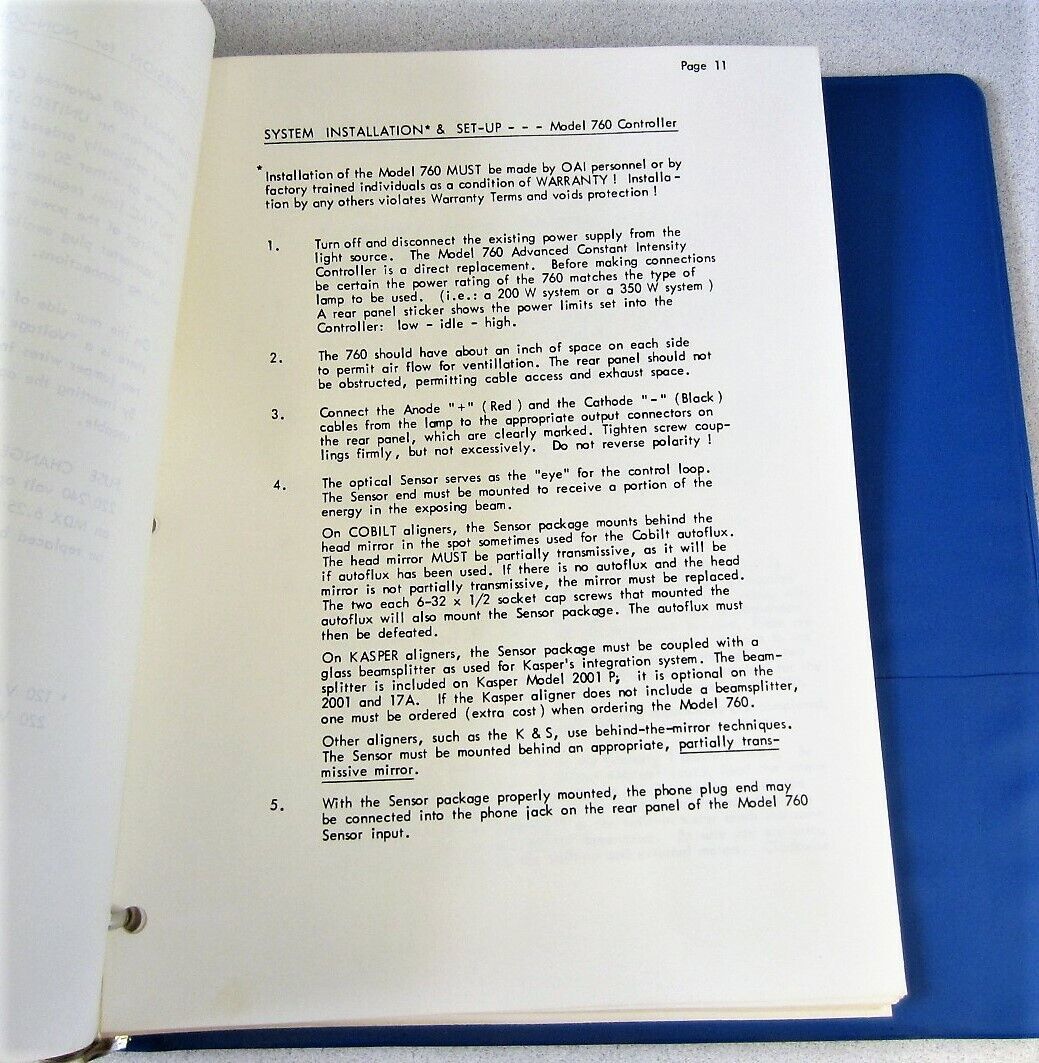 Page 11
SYSTEM INSTALLATION* & SET-UP - - - Model 760 Controller
*Installation of the Model 760 MUST be made by OAI personnel or by
factory trained individuals as a condition of WARRANTY ! Installa-
tion by any others violates Warranty Terms and voids protection !
1. Turn off and disconnect the existing power supply from the
light source. The Model 760 Advanced Constant Intensity
Controller is a direct replacement. Before making connections
be certain the power rating of the 760 matches the type of
lamp to be used. (i.e.: a 200 W system or a 350 W system )
A rear panel sticker shows the power limits set into the
Controller: low - idle - high.
2. The 760 should have about an inch of space on each side
to permit air flow for ventillation. The rear panel should not
be obstructed, permitting cable access and exhaust space.
3. Connect the Anode "+" ( Red ) and the Cathode "-" (Black )
cables from the lamp to the appropriate output connectors on
the rear panel, which are clearly marked. Tighten screw coup-
lings firmly, but not excessively. Do not reverse polarity !
4. The optical Sensor serves as the "eye" for the control loop.
The Sensor end must be mounted to receive a portion of the
energy in the exposing beam.
On COBILT aligners, the Sensor package mounts behind the
head mirror in the spot sometimes used for the Cobilt autoflux.
The head mirror MUST be partially transmissive, as it will be
if autoflux has been used. If there is no autoflux and the head
mirror is not partially transmissive, the mirror must be replaced.
The two each 6-32 x 1/2 socket cap screws that mounted the
autoflux will also mount the Sensor package. The autoflux must
then be defeated.
On KASPER aligners, the Sensor package must be coupled with a
glass beamsplitter as used for Kasper's integration system. The beam-
splitter is included on Kasper Model 2001 P; it is optional on the
2001 and 17A. If the Kasper aligner does not include a beamsplitter,
one must be ordered (extra cost ) when ordering the Model 760.
Other aligners, such as the K & S, use behind-the-mirror techniques.
The Sensor must be mounted behind an appropriate, partially trans-
missive mirror.
5. With the Sensor package properly mounted, the phone plug end may
be connected into the phone jack on the rear panel of the Model 760
Sensor input.